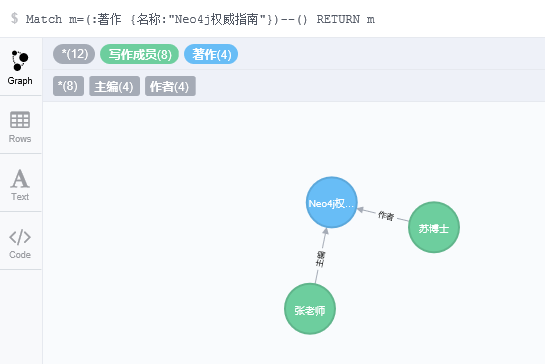 $ Match m=(:著作 {名称:"Neo4j权威指南"})--() RETURN m
*(12) 写作成员(8) 著作(4)
*(8) 主编(4) 作者(4)
Graph
Rows
Text
Code
Neo4j权...
作者
苏博士
主编
张老师